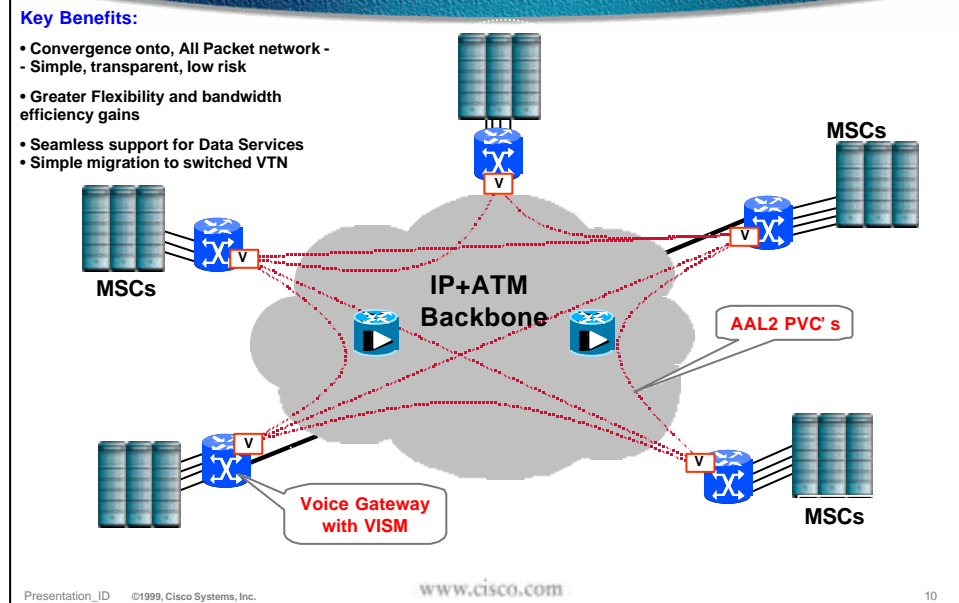 Key Benefits:
• Convergence onto, All Packet network -
- Simple, transparent, low risk
• Greater Flexibility and bandwidth
efficiency gains
• Seamless support for Data Services
• Simple migration to switched VTN
MSCs
V
V
V
MSCs
IP+ATM
Backbone
AAL2 PVC' s
V
V
Voice Gateway
with VISM
MSCs
Presentation_ID ©1999, Cisco Systems, Inc.
www.cisco.com
10